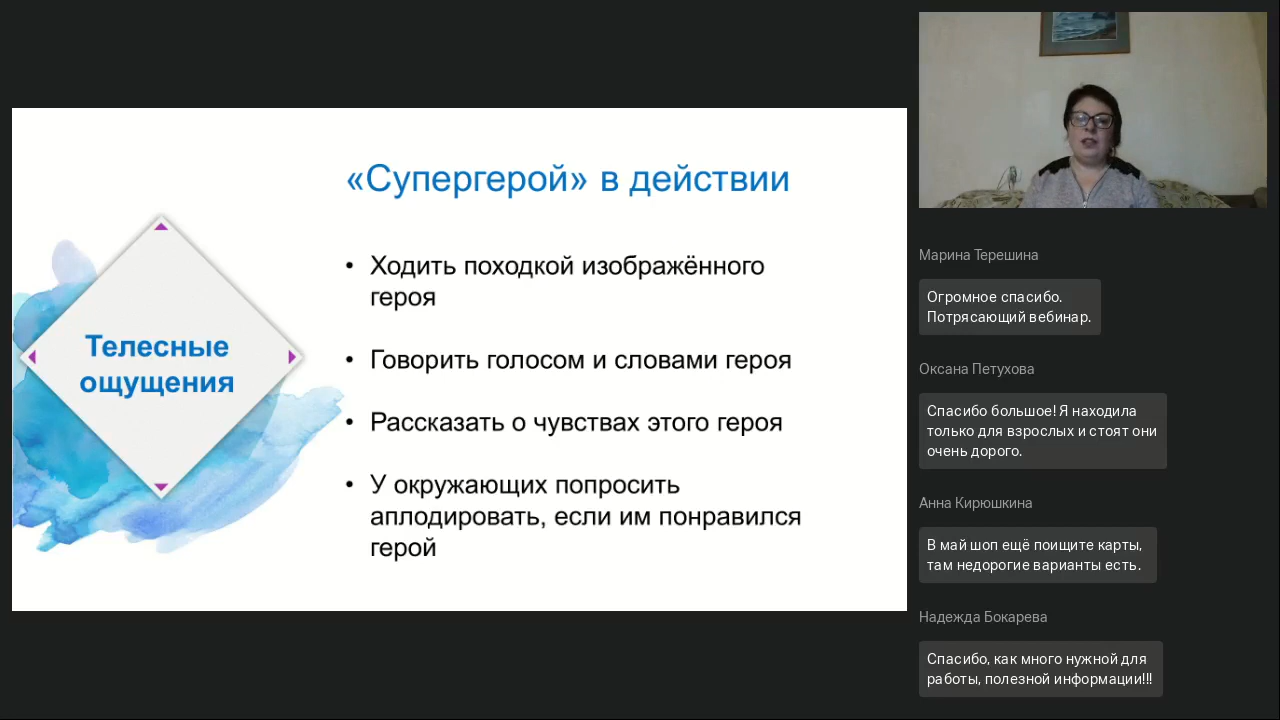 «Супергерой» в действии
Телесные
ощущения
• Ходить походкой изображённого
героя
• Говорить голосом и словами героя
• Рассказать о чувствах этого героя
• У окружающих попросить
аплодировать, если им понравился
герой
Марина Терешина
Огромное спасибо.
Потрясающий вебинар.
Оксана Петухова
Спасибо большое! Я находила
только для взрослых и стоят они
очень дорого.
Анна Кирюшкина
В май шоп ещё поищите карты,
там недорогие варианты есть.
Надежда Бокарева
Спасибо, как много нужной для
работы, полезной информации!!!